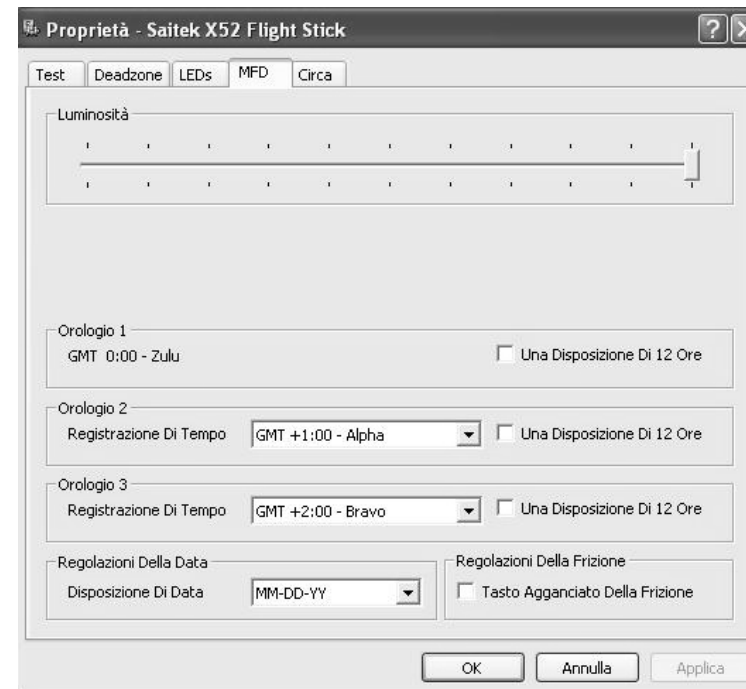 Proprietà - Saitek X52 Flight Stick
Test Deadzone LEDs MFD Circa
Luminosità
Orologio 1
GMT 0:00 - Zulu Una Disposizione Di 12 Ore
Orologio 2
Registrazione Di Tempo GMT +1:00 - Alpha Una Disposizione Di 12 Ore
Orologio 3
Registrazione Di Tempo GMT +2:00 - Bravo Una Disposizione Di 12 Ore
Regolazioni Della Data Regolazioni Della Frizione
Disposizione Di Data MM-DD-YY Tasto Agganciato Della Frizione
OK Annulla Applica